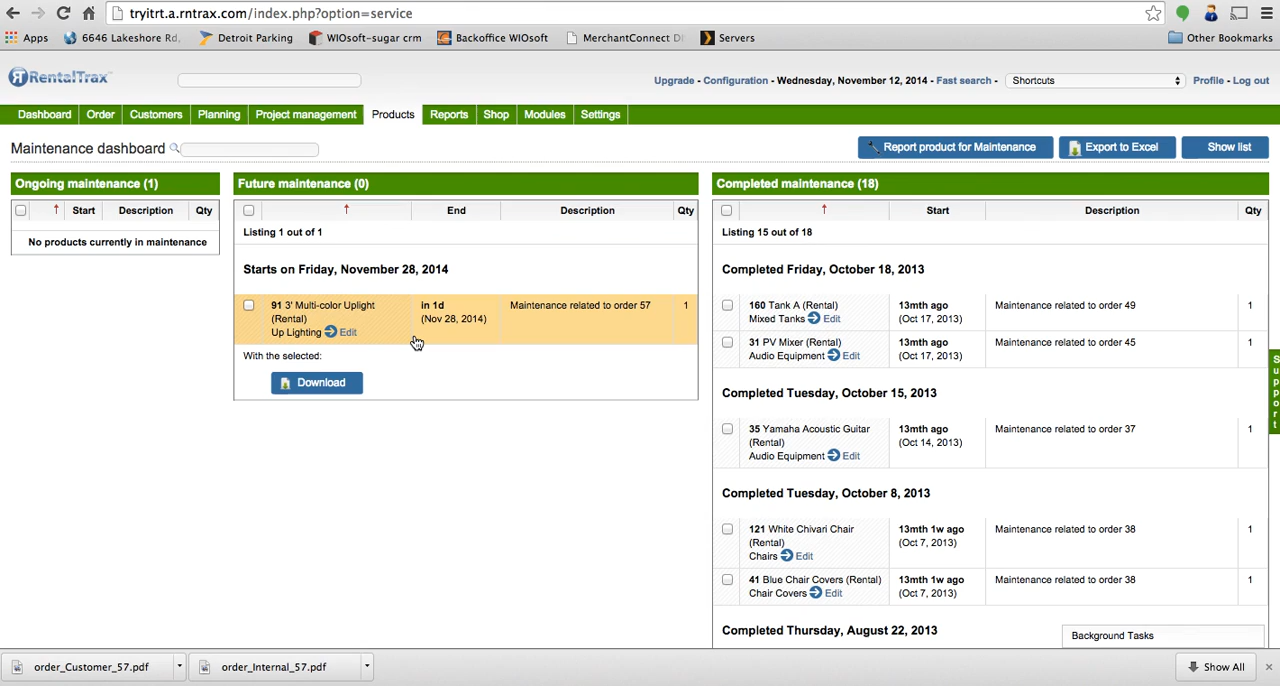 tryitrt.a.rntrax.com/index.php?option=service
Apps 6646 Lakeshore Rd, Detroit Parking WIOsoft-sugar crm Backoffice WIOsoft MerchantConnect Servers Other Bookmarks
RentalTrax
Upgrade - Configuration - Wednesday, November 12, 2014 - Fast search - Shortcuts Profile - Log out
Dashboard Order Customers Planning Project management Products Reports Shop Modules Settings
Maintenance dashboard Report product for Maintenance Export to Excel Show list
Ongoing maintenance (1)
Start Description Qty
No products currently in maintenance
Future maintenance (0)
End Description Qty
Listing 1 out of 1
Starts on Friday, November 28, 2014
91 3' Multi-color Uplight in 1d Maintenance related to order 57 1
(Rental) (Nov 28, 2014)
Up Lighting Edit
With the selected:
Download
Completed maintenance (18)
Start Description Qty
Listing 15 out of 18
Completed Friday, October 18, 2013
160 Tank A (Rental) 13mth ago Maintenance related to order 49 1
Mixed Tanks Edit (Oct 17, 2013)
31 PV Mixer (Rental) 13mth ago Maintenance related to order 45 1
Audio Equipment Edit (Oct 17, 2013)
Completed Tuesday, October 15, 2013
35 Yamaha Acoustic Guitar 13mth ago Maintenance related to order 37 1
(Rental) (Oct 14, 2013)
Audio Equipment Edit
Completed Tuesday, October 8, 2013
121 White Chivari Chair 13mth 1w ago Maintenance related to order 38 1
(Rental) (Oct 7, 2013)
Chairs Edit
41 Blue Chair Covers (Rental) 13mth 1w ago Maintenance related to order 38 1
Chair Covers Edit (Oct 7, 2013)
Completed Thursday, August 22, 2013
Background Tasks
Support
order_Customer_57.pdf order_Internal_57.pdf Show All